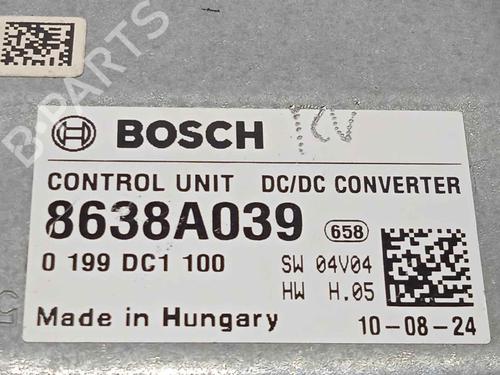 B-PARTS
BOSCH
CONTROL UNIT DC/DC CONVERTER
8638A039 658
0 199 DC1 100 SW 04V04
HW H.05
Made in Hungary 10-08-24